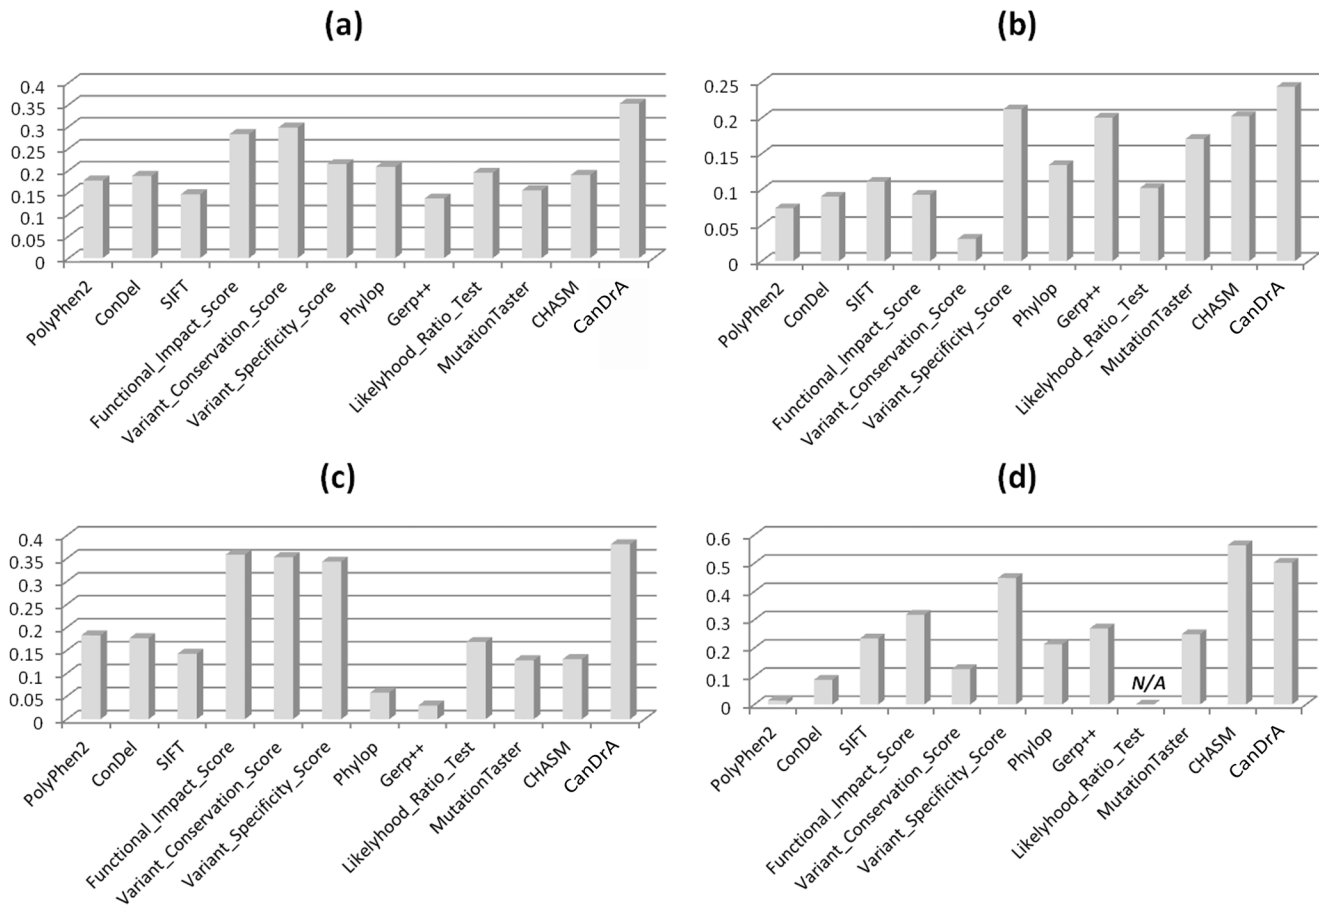 (a)
0.4
0.35
0.3
0.25
0.2
0.15
0.1
0.05
0
PolyPhen2
ConDel
SIFT
Functional_Impact_Score
Variant_Conservation_Score
Variant_Specificity_Score
Phylop
Gerp++
Likelyhood_Ratio_Test
MutationTaster
CHASM
CanDrA
(b)
0.25
0.2
0.15
0.1
0.05
0
PolyPhen2
ConDel
SIFT
Functional_Impact_Score
Variant_Conservation_Score
Variant_Specificity_Score
Phylop
Gerp++
Likelyhood_Ratio_Test
MutationTaster
CHASM
CanDrA
(c)
0.4
0.35
0.3
0.25
0.2
0.15
0.1
0.05
0
PolyPhen2
ConDel
SIFT
Functional_Impact_Score
Variant_Conservation_Score
Variant_Specificity_Score
Phylop
Gerp++
Likelyhood_Ratio_Test
MutationTaster
CHASM
CanDrA
(d)
0.6
0.5
0.4
0.3
0.2
0.1
0
N/A
PolyPhen2
ConDel
SIFT
Functional_Impact_Score
Variant_Conservation_Score
Variant_Specificity_Score
Phylop
Gerp++
Likelyhood_Ratio_Test
MutationTaster
CHASM
CanDrA